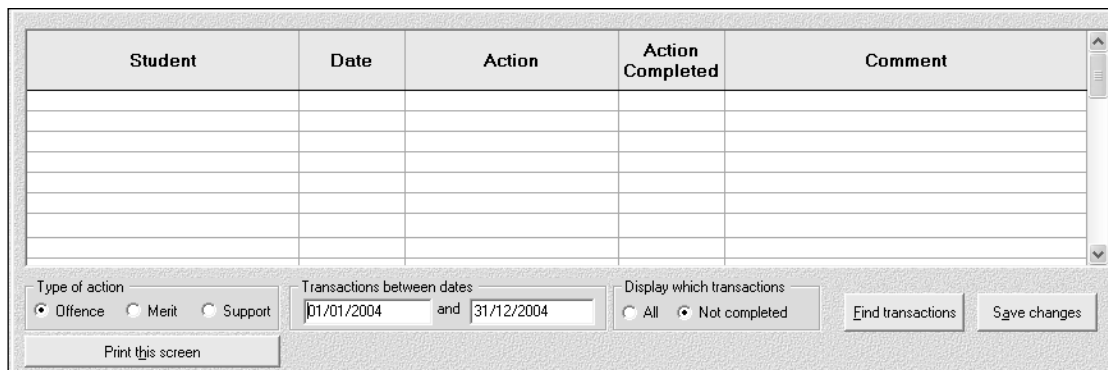 Student Date Action Action Completed Comment
Type of action Transactions between dates Display which transactions
Offence Merit Support 01/01/2004 and 31/12/2004 All Not completed Find transactions Save changes
Print this screen